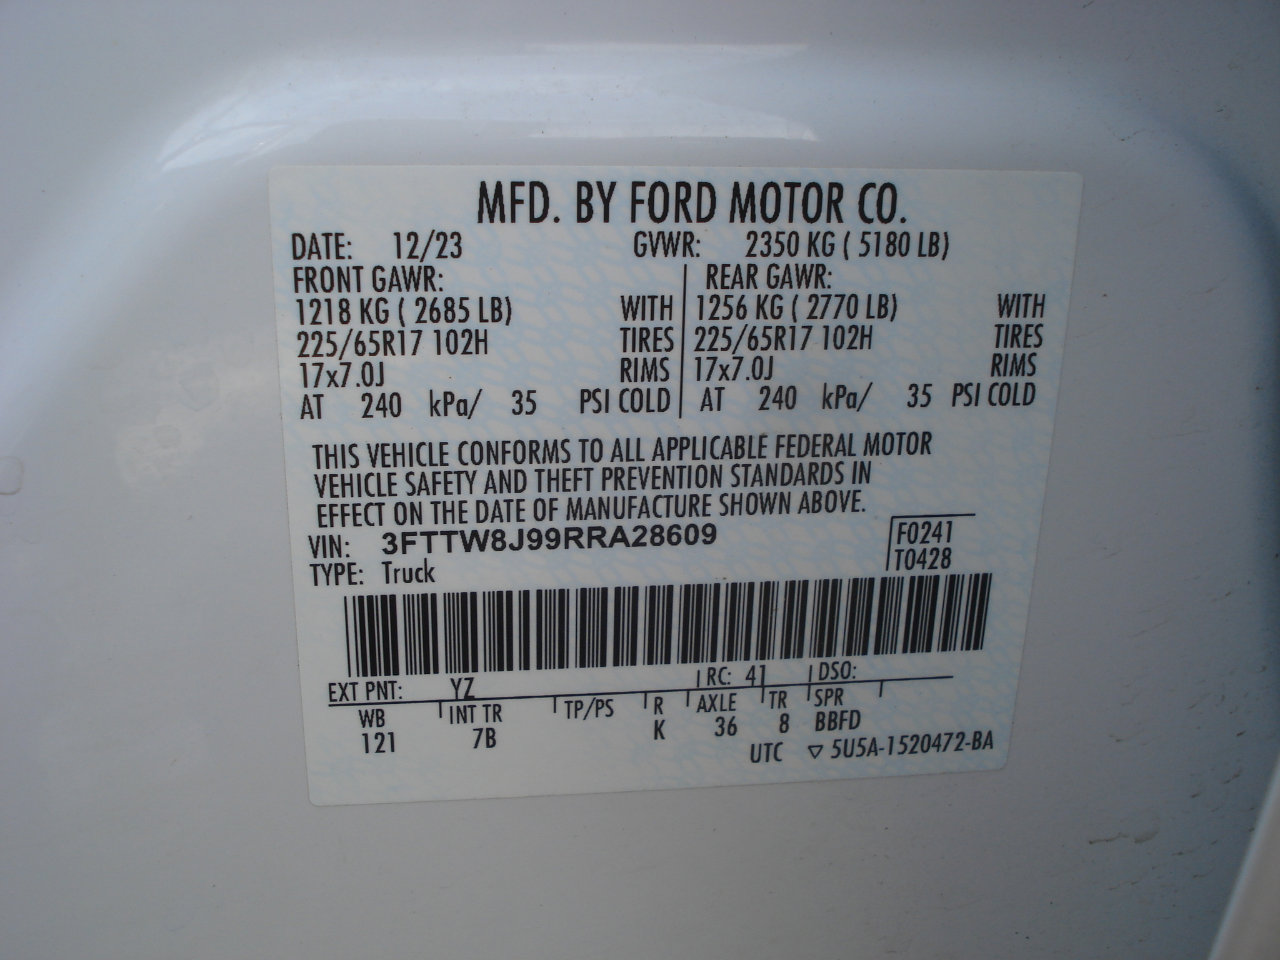 MFD. BY FORD MOTOR CO.
DATE: 12/23 GVWR: 2350 KG ( 5180 LB)
FRONT GAWR: REAR GAWR:
1218 KG ( 2685 LB) WITH 1256 KG ( 2770 LB) WITH
225/65R17 102H TIRES 225/65R17 102H TIRES
17x7.0J RIMS 17x7.0J RIMS
AT 240 kPa/ 35 PSI COLD AT 240 kPa/ 35 PSI COLD
THIS VEHICLE CONFORMS TO ALL APPLICABLE FEDERAL MOTOR
VEHICLE SAFETY AND THEFT PREVENTION STANDARDS IN
EFFECT ON THE DATE OF MANUFACTURE SHOWN ABOVE.
VIN: 3FTTW8J99RRA28609 F0241
TYPE: Truck T0428
EXT PNT: YZ RC: 41 DSO:
WB INT TR TP/PS R AXLE TR SPR
121 7B K 36 8 BBFD
UTC ▽ 5U5A-1520472-BA